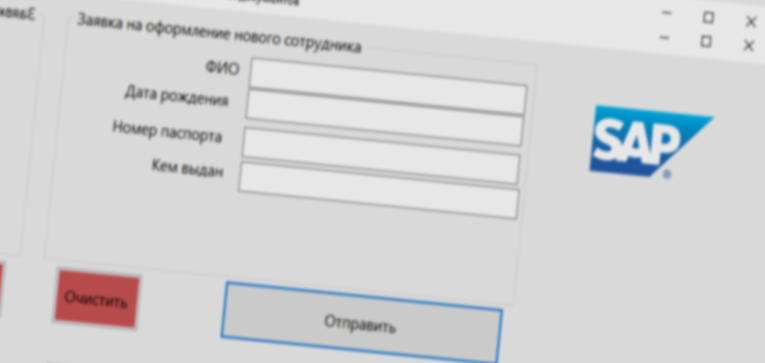 Заявка на оформление нового сотрудника
ФИО
Дата рождения
Номер паспорта
Кем выдан
SAP®
Очистить
Отправить